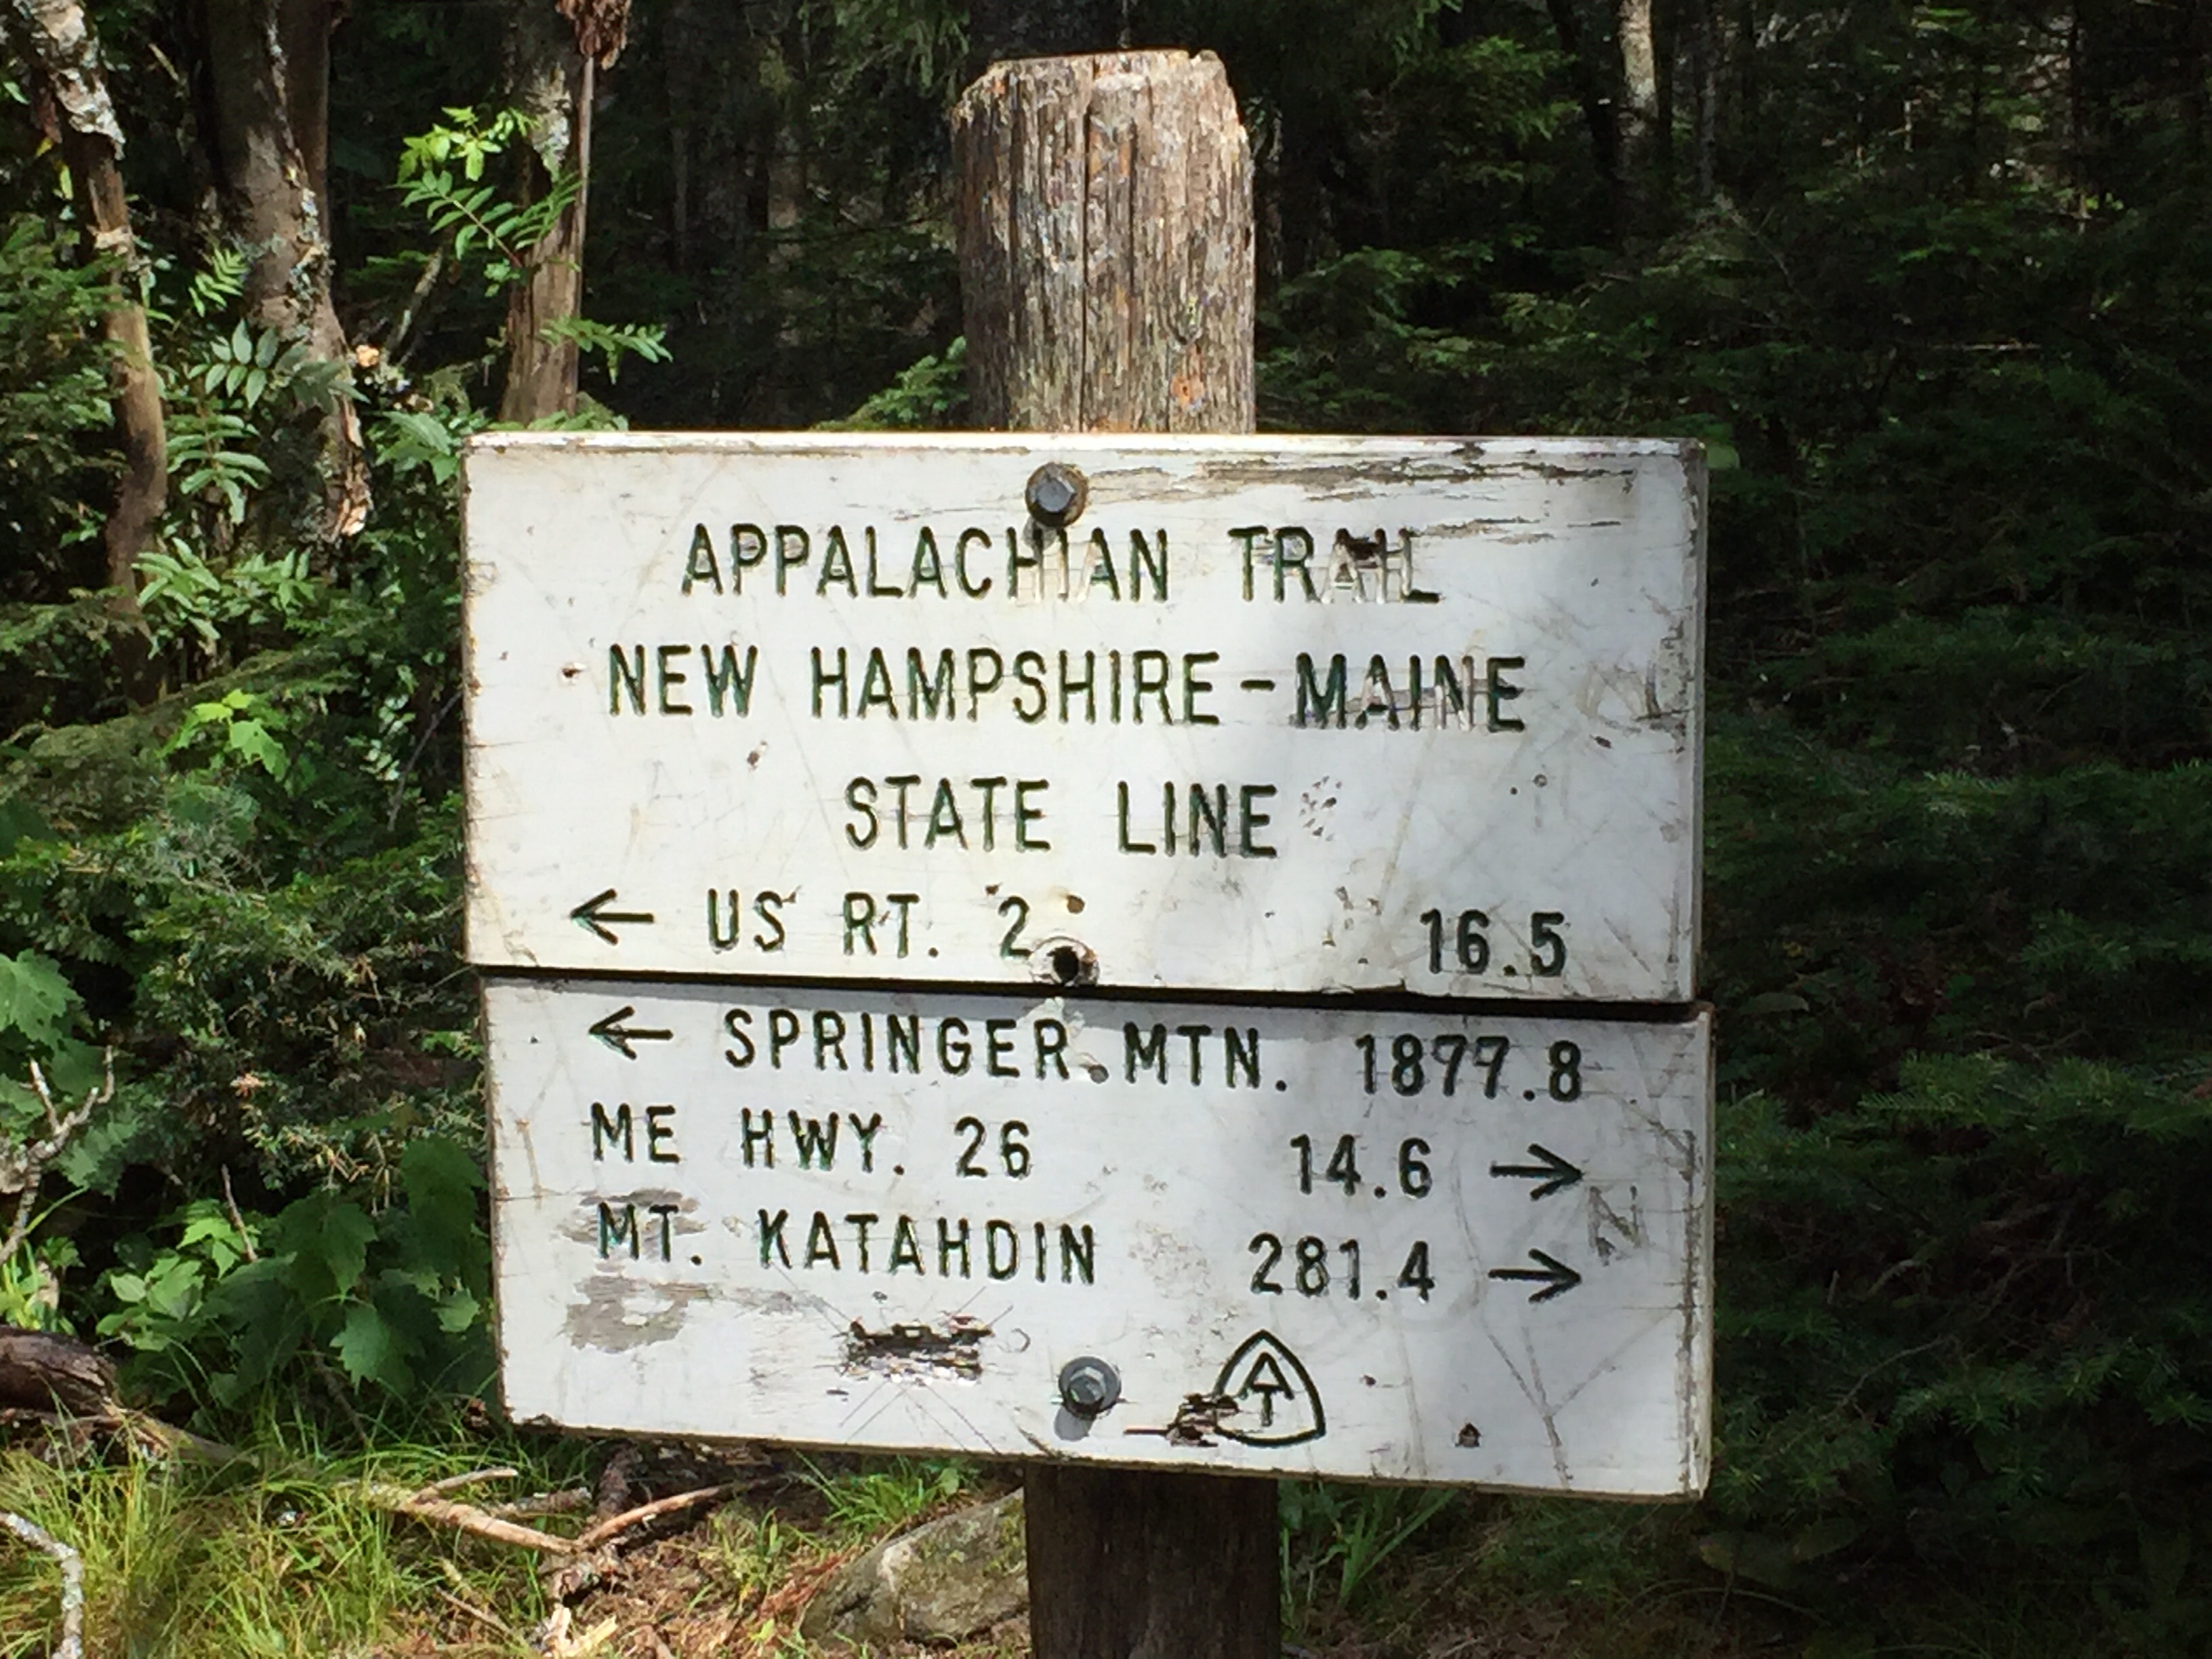 APPALACHIAN TRAIL
NEW HAMPSHIRE-MAINE
STATE LINE
← US RT. 2 16.5
← SPRINGER MTN. 1877.8
ME HWY. 26 14.6 →
MT. KATAHDIN 281.4 →
N
AT